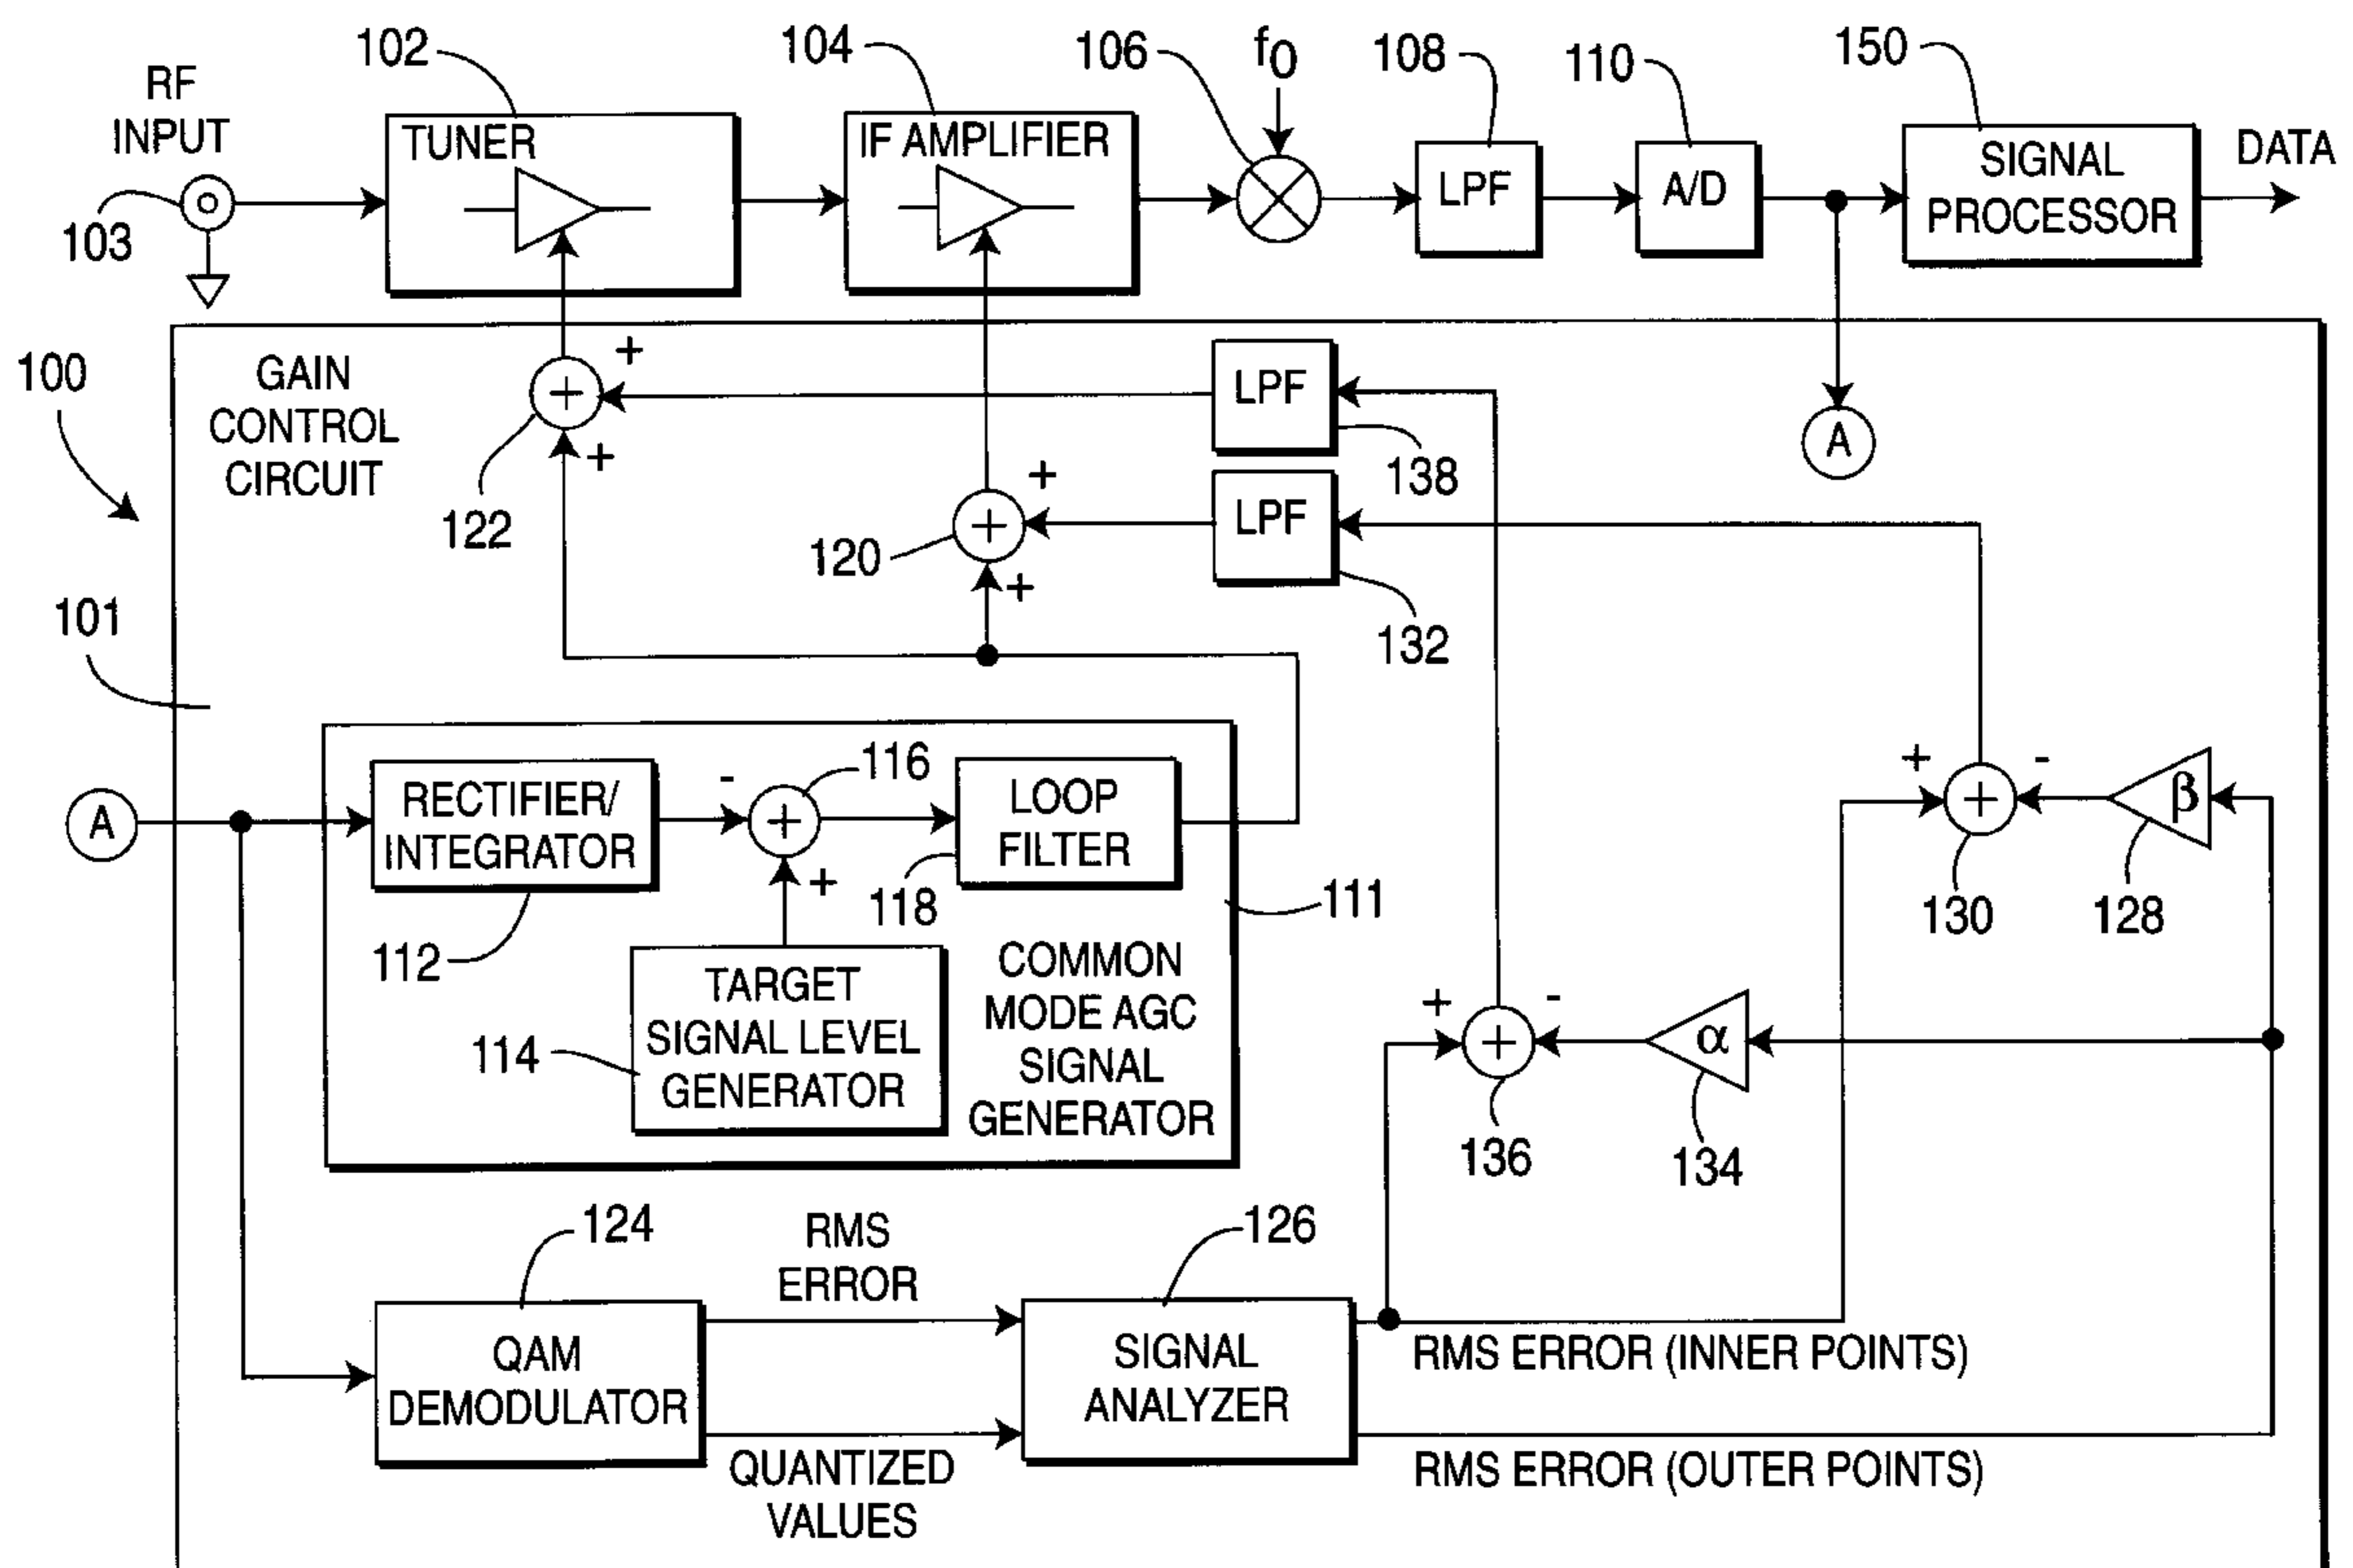 102
104
106
f0
108
110
150
RF
INPUT
TUNER
IF AMPLIFIER
LPF
A/D
SIGNAL
PROCESSOR
DATA
103
100
GAIN
CONTROL
CIRCUIT
+
+
+
122
LPF
138
A
+
+
+
120
LPF
132
101
A
RECTIFIER/
INTEGRATOR
112
-
+
+
116
LOOP
FILTER
118
111
TARGET
SIGNAL LEVEL
GENERATOR
114
COMMON
MODE AGC
SIGNAL
GENERATOR
+
-
+
130
β
128
+
-
+
136
α
134
124
QAM
DEMODULATOR
RMS
ERROR
QUANTIZED
VALUES
126
SIGNAL
ANALYZER
RMS ERROR (INNER POINTS)
RMS ERROR (OUTER POINTS)